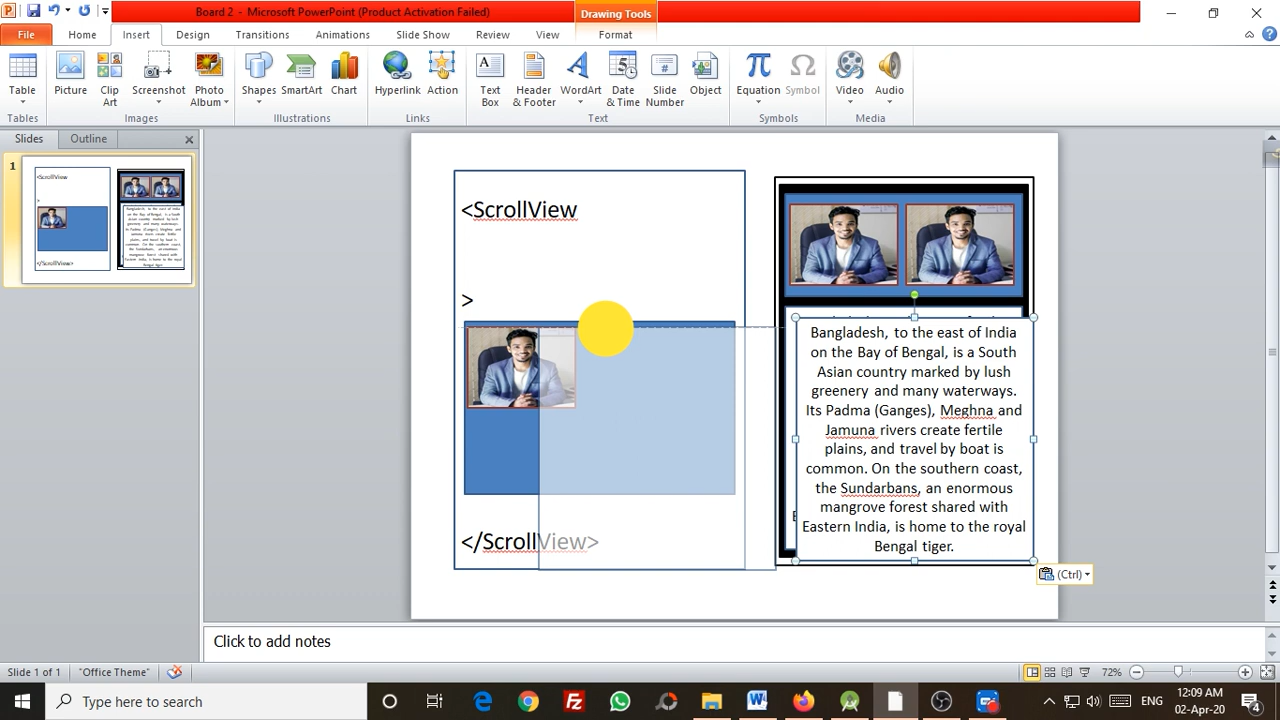 Board 2 - Microsoft PowerPoint (Product Activation Failed)
Drawing Tools
File Home Insert Design Transitions Animations Slide Show Review View Format
Table
Picture
Clip Art
Screenshot
Photo Album
Shapes
SmartArt
Chart
Hyperlink
Action
Text Box
Header & Footer
WordArt
Date & Time
Slide Number
Object
Equation
Symbol
Video
Audio
Tables
Images
Illustrations
Links
Text
Symbols
Media
Slides Outline
1
<ScrollView
>
</ScrollView>
<ScrollView
>
</ScrollView>
Bangladesh, to the east of India
on the Bay of Bengal, is a South
Asian country marked by lush
greenery and many waterways.
Its Padma (Ganges), Meghna and
Jamuna rivers create fertile
plains, and travel by boat is
common. On the southern coast,
the Sundarbans, an enormous
mangrove forest shared with
Eastern India, is home to the royal
Bengal tiger.
(Ctrl)
Click to add notes
Slide 1 of 1
"Office Theme"
72%
Type here to search
ENG
12:09 AM
02-Apr-20
4